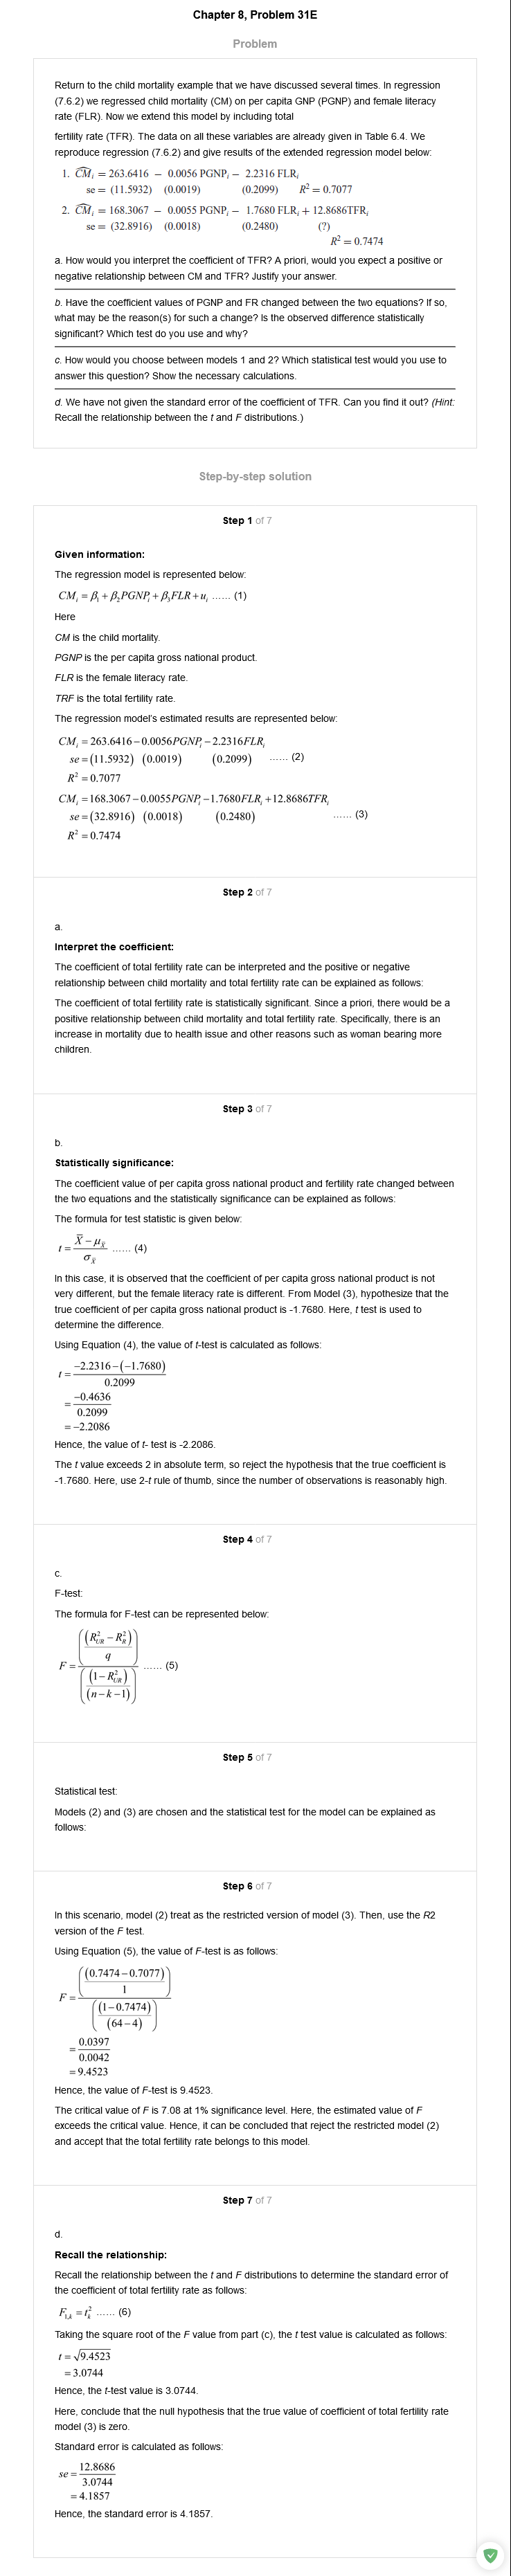 Chapter 8, Problem 31E
Problem
Return to the child mortality example that we have discussed several times. In regression
(7.6.2) we regressed child mortality (CM) on per capita GNP (PGNP) and female literacy
rate (FLR). Now we extend this model by including total
fertility rate (TFR). The data on all these variables are already given in Table 6.4. We
reproduce regression (7.6.2) and give results of the extended regression model below:
1. \widehat{CM}_i = 263.6416 − 0.0056 PGNP_i − 2.2316 FLR_i
se = (11.5932) (0.0019) (0.2099) R² = 0.7077
2. \widehat{CM}_i = 168.3067 − 0.0055 PGNP_i − 1.7680 FLR_i + 12.8686TFR_i
se = (32.8916) (0.0018) (0.2480) (?)
R² = 0.7474
a. How would you interpret the coefficient of TFR? A priori, would you expect a positive or
negative relationship between CM and TFR? Justify your answer.
b. Have the coefficient values of PGNP and FR changed between the two equations? If so,
what may be the reason(s) for such a change? Is the observed difference statistically
significant? Which test do you use and why?
c. How would you choose between models 1 and 2? Which statistical test would you use to
answer this question? Show the necessary calculations.
d. We have not given the standard error of the coefficient of TFR. Can you find it out? (Hint:
Recall the relationship between the t and F distributions.)
Step-by-step solution
Step 1 of 7
Given information:
The regression model is represented below:
CM_i = β_1 + β_2PGNP_i + β_3FLR + u_i ...... (1)
Here
CM is the child mortality.
PGNP is the per capita gross national product.
FLR is the female literacy rate.
TRF is the total fertility rate.
The regression model's estimated results are represented below:
CM_i = 263.6416 − 0.0056PGNP_i − 2.2316FLR_i
se = (11.5932) (0.0019) (0.2099) ...... (2)
R² = 0.7077
CM_i = 168.3067 − 0.0055PGNP_i − 1.7680FLR_i + 12.8686TFR_i
se = (32.8916) (0.0018) (0.2480) ...... (3)
R² = 0.7474
Step 2 of 7
a.
Interpret the coefficient:
The coefficient of total fertility rate can be interpreted and the positive or negative
relationship between child mortality and total fertility rate can be explained as follows:
The coefficient of total fertility rate is statistically significant. Since a priori, there would be a
positive relationship between child mortality and total fertility rate. Specifically, there is an
increase in mortality due to health issue and other reasons such as woman bearing more
children.
Step 3 of 7
b.
Statistically significance:
The coefficient value of per capita gross national product and fertility rate changed between
the two equations and the statistically significance can be explained as follows:
The formula for test statistic is given below:
t = \frac{\bar{X} − μ_{\bar{X}}}{σ_{\bar{X}}} ...... (4)
In this case, it is observed that the coefficient of per capita gross national product is not
very different, but the female literacy rate is different. From Model (3), hypothesize that the
true coefficient of per capita gross national product is -1.7680. Here, t test is used to
determine the difference.
Using Equation (4), the value of t-test is calculated as follows:
t = \frac{−2.2316 − (−1.7680)}{0.2099}
= \frac{−0.4636}{0.2099}
= −2.2086
Hence, the value of t- test is -2.2086.
The t value exceeds 2 in absolute term, so reject the hypothesis that the true coefficient is
-1.7680. Here, use 2-t rule of thumb, since the number of observations is reasonably high.
Step 4 of 7
c.
F-test:
The formula for F-test can be represented below:
F = \frac{\left(\frac{(R²_{UR} − R²_R)}{q}\right)}{\left(\frac{(1 − R²_{UR})}{(n − k − 1)}\right)} ...... (5)
Step 5 of 7
Statistical test:
Models (2) and (3) are chosen and the statistical test for the model can be explained as
follows:
Step 6 of 7
In this scenario, model (2) treat as the restricted version of model (3). Then, use the R2
version of the F test.
Using Equation (5), the value of F-test is as follows:
F = \frac{\left(\frac{(0.7474 − 0.7077)}{1}\right)}{\left(\frac{(1 − 0.7474)}{(64 − 4)}\right)}
= \frac{0.0397}{0.0042}
= 9.4523
Hence, the value of F-test is 9.4523.
The critical value of F is 7.08 at 1% significance level. Here, the estimated value of F
exceeds the critical value. Hence, it can be concluded that reject the restricted model (2)
and accept that the total fertility rate belongs to this model.
Step 7 of 7
d.
Recall the relationship:
Recall the relationship between the t and F distributions to determine the standard error of
the coefficient of total fertility rate as follows:
F_{1,k} = t²_k ...... (6)
Taking the square root of the F value from part (c), the t test value is calculated as follows:
t = √9.4523
= 3.0744
Hence, the t-test value is 3.0744.
Here, conclude that the null hypothesis that the true value of coefficient of total fertility rate
model (3) is zero.
Standard error is calculated as follows:
se = \frac{12.8686}{3.0744}
= 4.1857
Hence, the standard error is 4.1857.